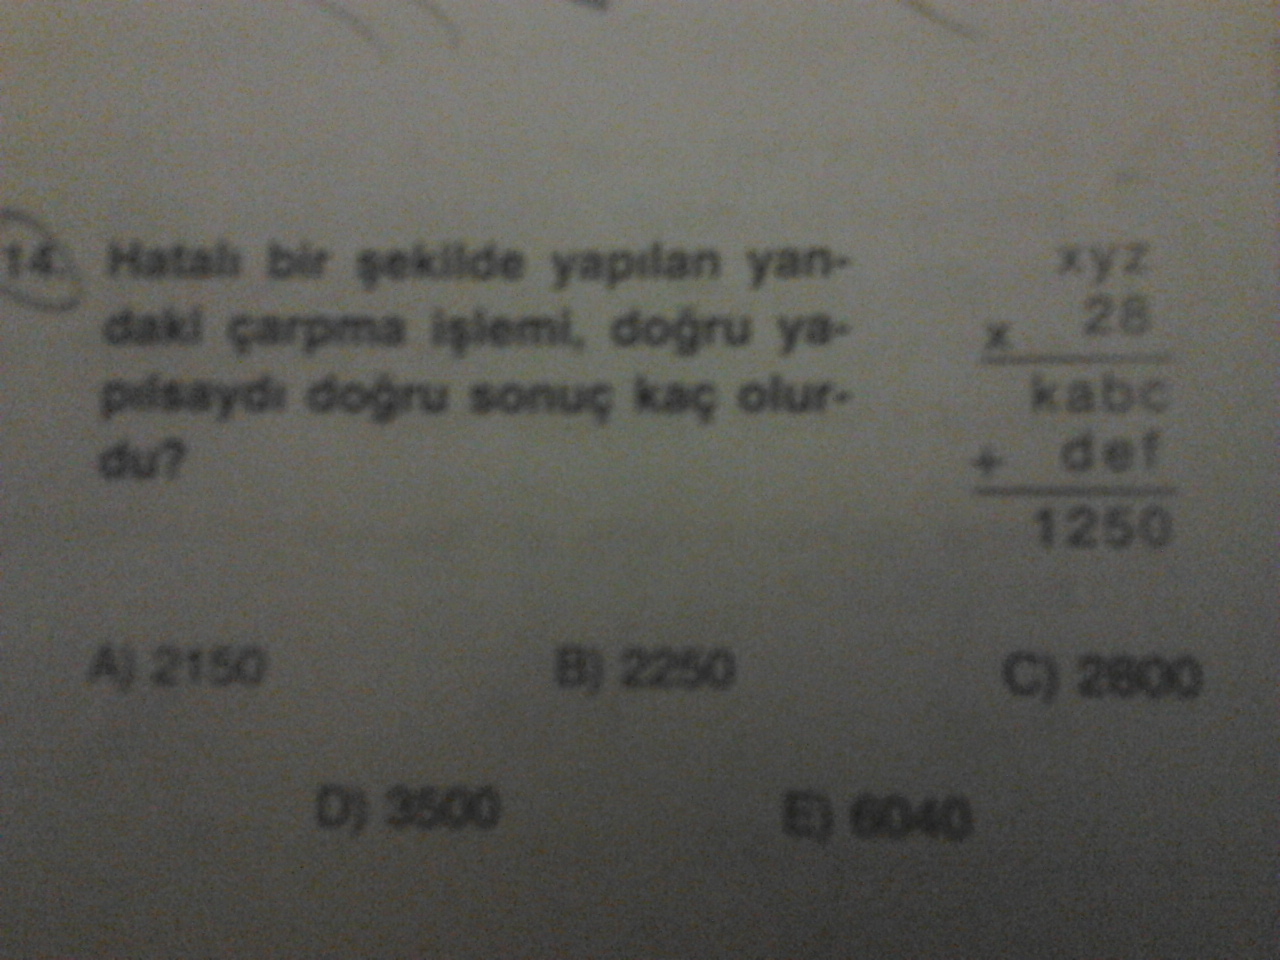 14. Hatalı bir şekilde yapılan yan-
daki çarpma işlemi, doğru ya-
pılsaydı doğru sonuç kaç olur-
du?
xyz
x 28
kabc
+ def
1250
A) 2150 B) 2250 C) 2800
D) 3500 E) 6040